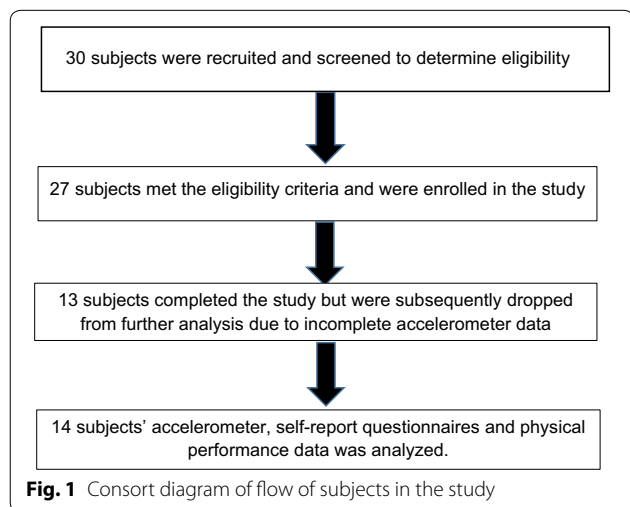 30 subjects were recruited and screened to determine eligibility
27 subjects met the eligibility criteria and were enrolled in the study
13 subjects completed the study but were subsequently dropped
from further analysis due to incomplete accelerometer data
14 subjects’ accelerometer, self-report questionnaires and physical
performance data was analyzed.
Fig. 1 Consort diagram of flow of subjects in the study